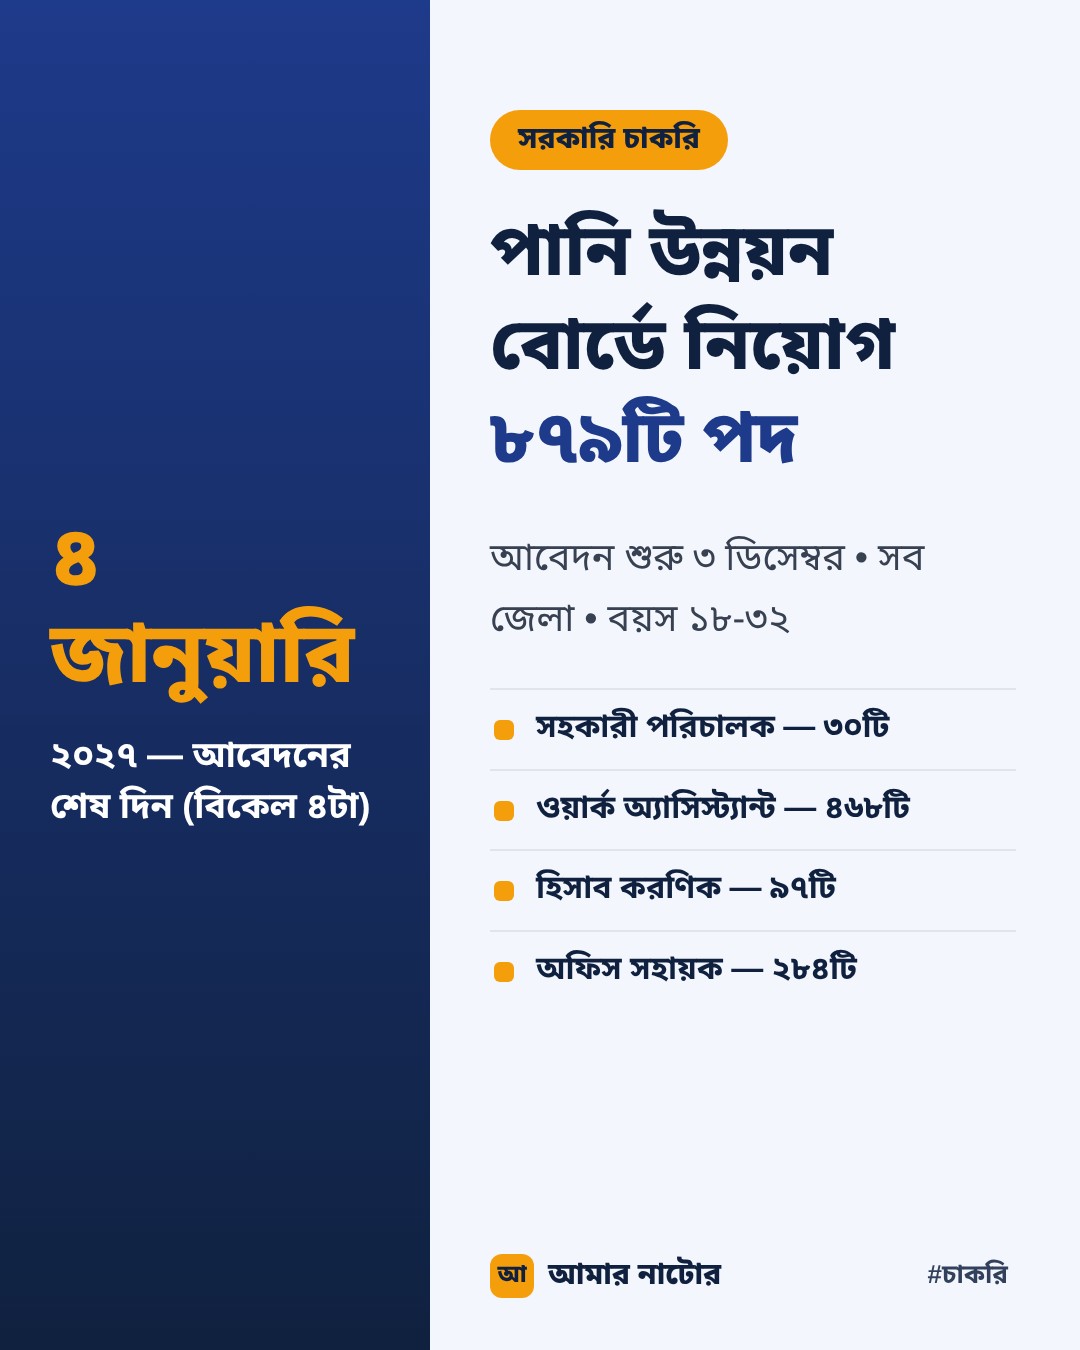 ৪
জানুয়ারি
২০২৭ — আবেদনের
শেষ দিন (বিকেল ৪টা)
সরকারি চাকরি
পানি উন্নয়ন
বোর্ডে নিয়োগ
৮৭৯টি পদ
আবেদন শুরু ৩ ডিসেম্বর • সব
জেলা • বয়স ১৮-৩২
সহকারী পরিচালক — ৩০টি
ওয়ার্ক অ্যাসিস্ট্যান্ট — ৪৬৮টি
হিসাব করণিক — ৯৭টি
অফিস সহায়ক — ২৮৪টি
আ আমার নাটোর
#চাকরি